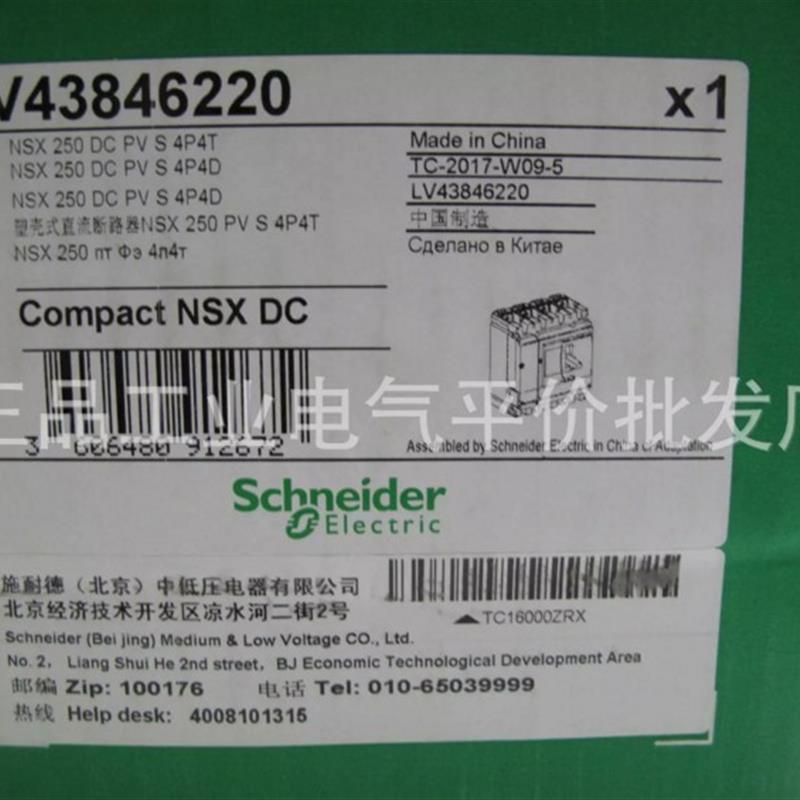 V43846220
x1
NSX 250 DC PV S 4P4T
NSX 250 DC PV S 4P4D
NSX 250 DC PV S 4P4D
塑壳式直流断路器NSX 250 PV S 4P4T
NSX 250 пт Фэ 4п4т
Made in China
TC-2017-W09-5
LV43846220
中国制造
Сделано в Китае
Compact NSX DC
正品工业电气平价批发厂
3 606480 912672
Assembled by Schneider Electric in China of Adaptation
Schneider
Electric
施耐德（北京）中低压电器有限公司
北京经济技术开发区凉水河二街2号
TC16000ZRX
Schneider (Bei jing) Medium & Low Voltage CO., Ltd.
No. 2, Liang Shui He 2nd street, BJ Economic Technological Development Area
邮编 Zip: 100176 电话 Tel: 010-65039999
热线 Help desk: 4008101315